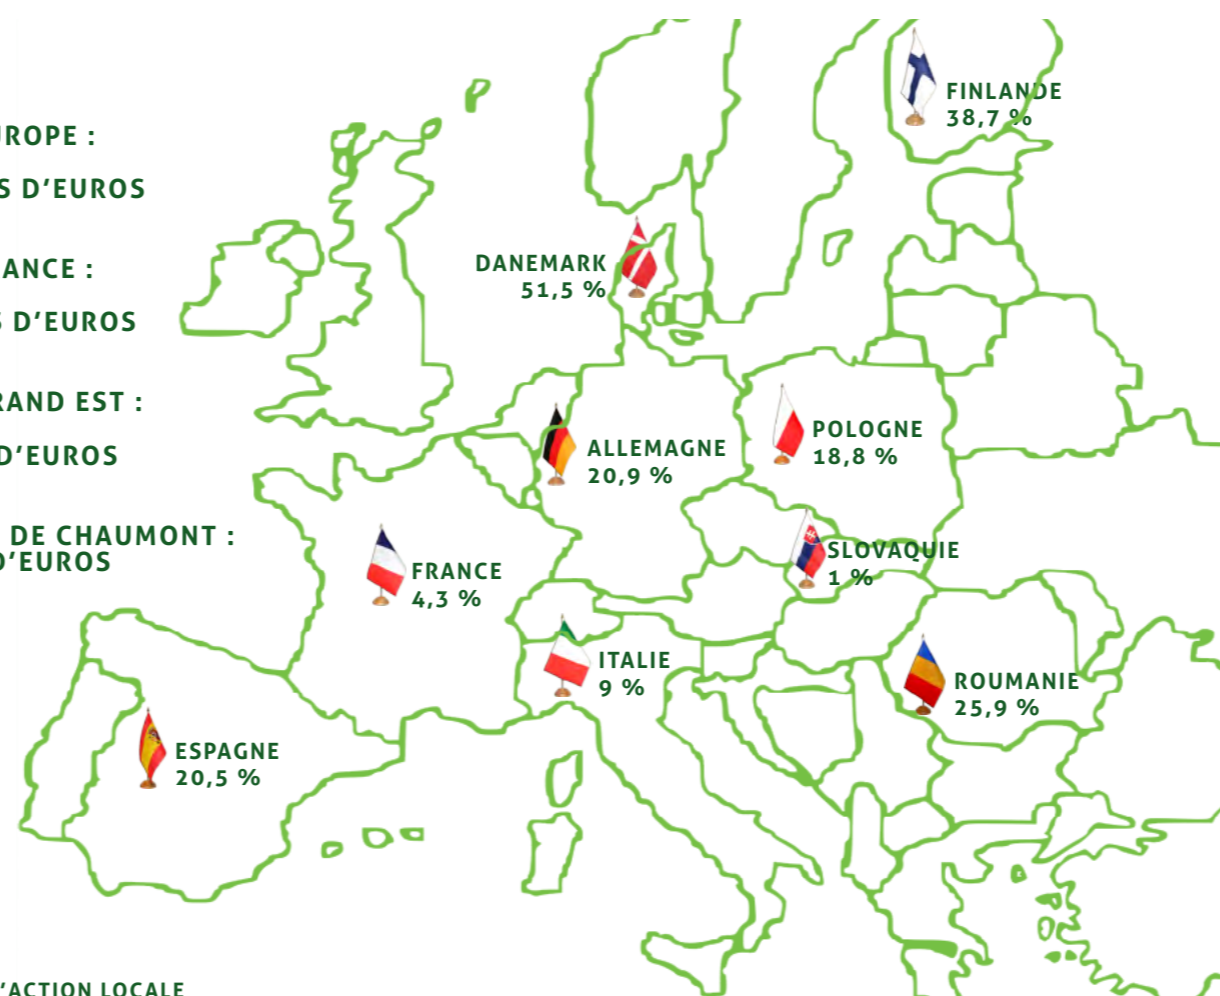 UROPE :
S D'EUROS
ANCE :
S D'EUROS
RAND EST :
D'EUROS
DE CHAUMONT :
D'EUROS
FINLANDE
38,7 %
DANEMARK
51,5 %
ALLEMAGNE
20,9 %
POLOGNE
18,8 %
SLOVAQUIE
1 %
FRANCE
4,3 %
ITALIE
9 %
ROUMANIE
25,9 %
ESPAGNE
20,5 %
'ACTION LOCALE